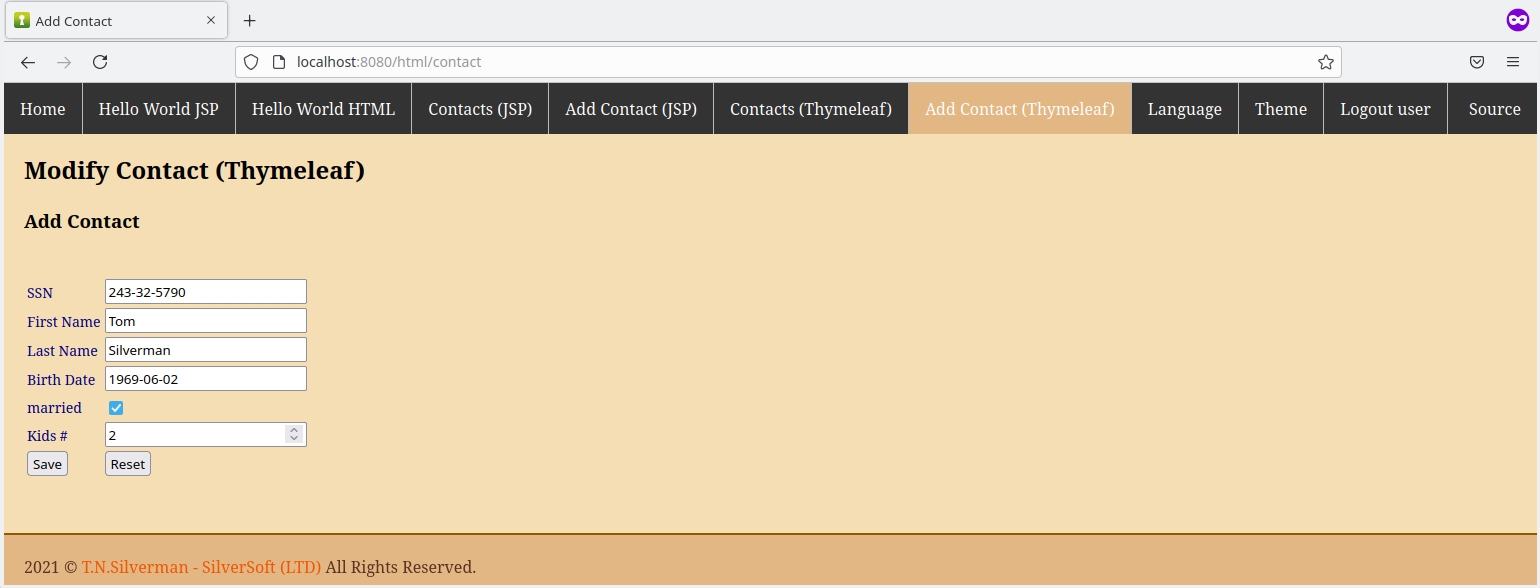 Add Contact
localhost:8080/html/contact
Home Hello World JSP Hello World HTML Contacts (JSP) Add Contact (JSP) Contacts (Thymeleaf) Add Contact (Thymeleaf) Language Theme Logout user Source
Modify Contact (Thymeleaf)
Add Contact
SSN 243-32-5790
First Name Tom
Last Name Silverman
Birth Date 1969-06-02
married
Kids # 2
Save Reset
2021 © T.N.Silverman - SilverSoft (LTD) All Rights Reserved.